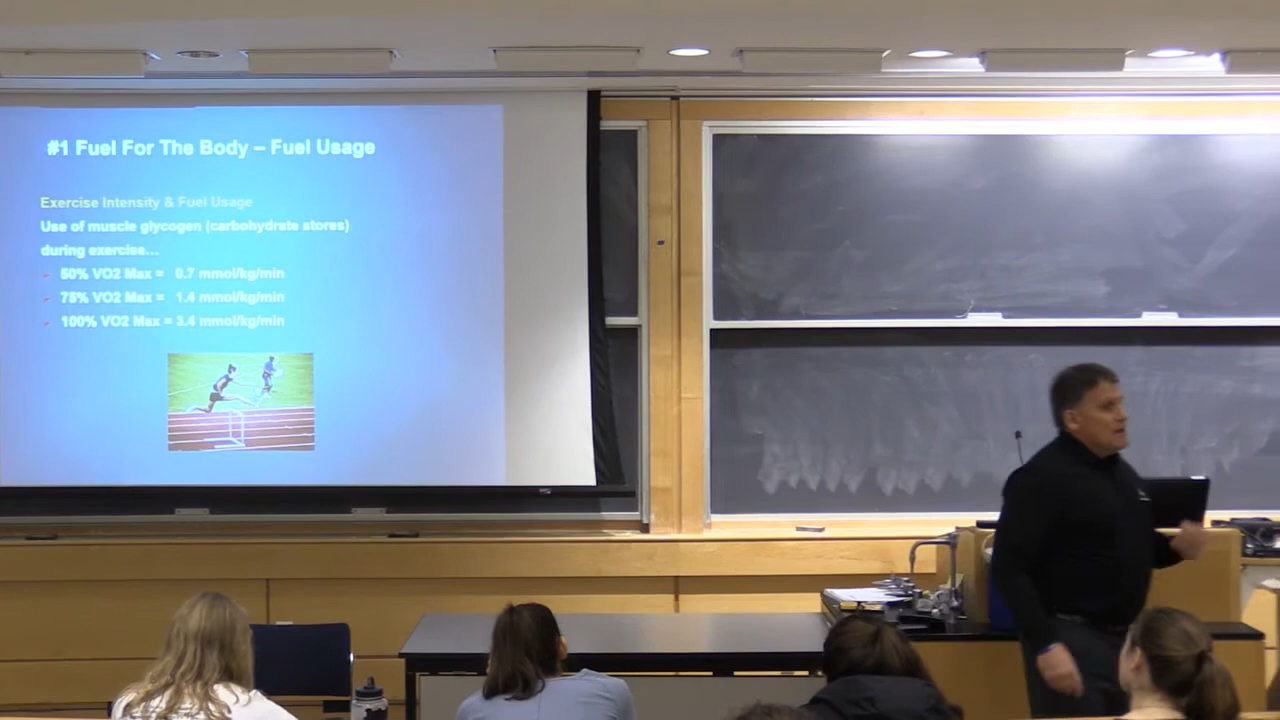 #1 Fuel For The Body – Fuel Usage
Exercise Intensity & Fuel Usage
Use of muscle glycogen (carbohydrate stores)
during exercise...
50% VO2 Max = 0.7 mmol/kg/min
75% VO2 Max = 1.4 mmol/kg/min
100% VO2 Max = 3.4 mmol/kg/min